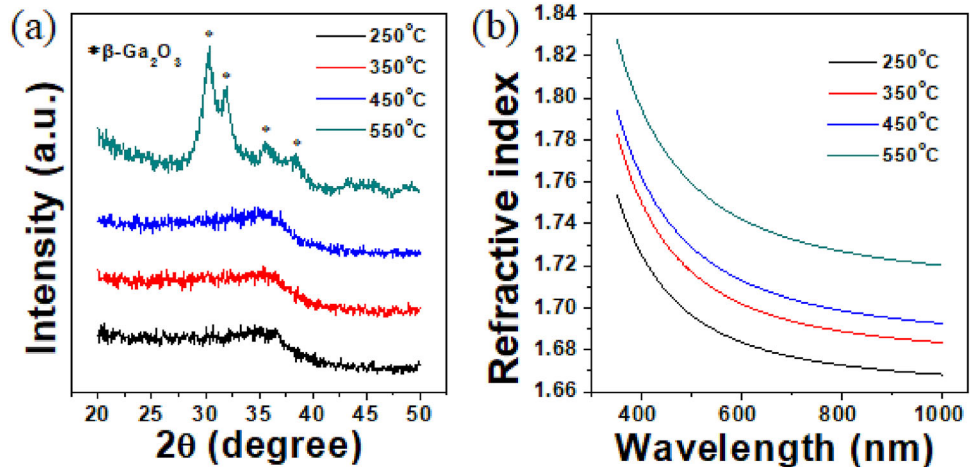 (a)
*β-Ga₂O₃
* * * *
250°C
350°C
450°C
550°C
Intensity (a.u.)
20 25 30 35 40 45 50
2θ (degree)
(b)
1.84
1.82
1.80
1.78
1.76
1.74
1.72
1.70
1.68
1.66
250°C
350°C
450°C
550°C
Refractive index
400 600 800 1000
Wavelength (nm)